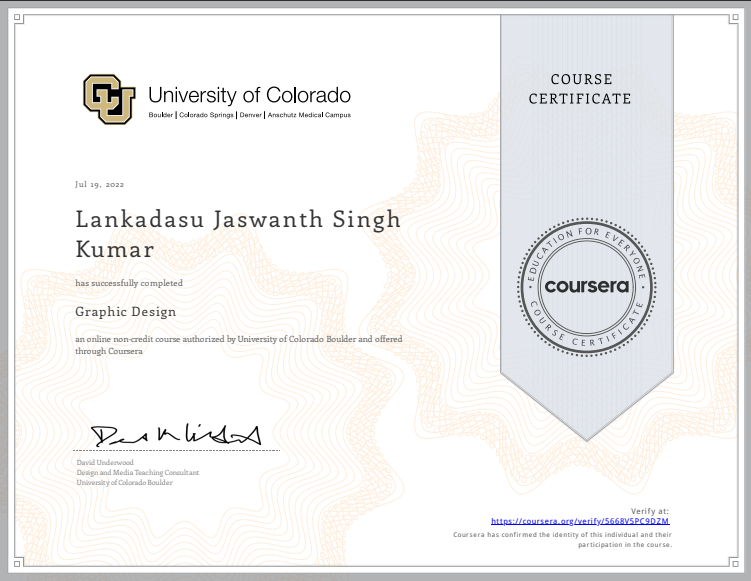 University of Colorado
Boulder | Colorado Springs | Denver | Anschutz Medical Campus
COURSE
CERTIFICATE
Jul 19, 2022
Lankadasu Jaswanth Singh
Kumar
has successfully completed
Graphic Design
an online non-credit course authorized by University of Colorado Boulder and offered
through Coursera
EDUCATION FOR EVERYONE
coursera
COURSE CERTIFICATE
David Underwood
Design and Media Teaching Consultant
University of Colorado Boulder
Verify at:
https://coursera.org/verify/5668V5PC9DZM
Coursera has confirmed the identity of this individual and their
participation in the course.